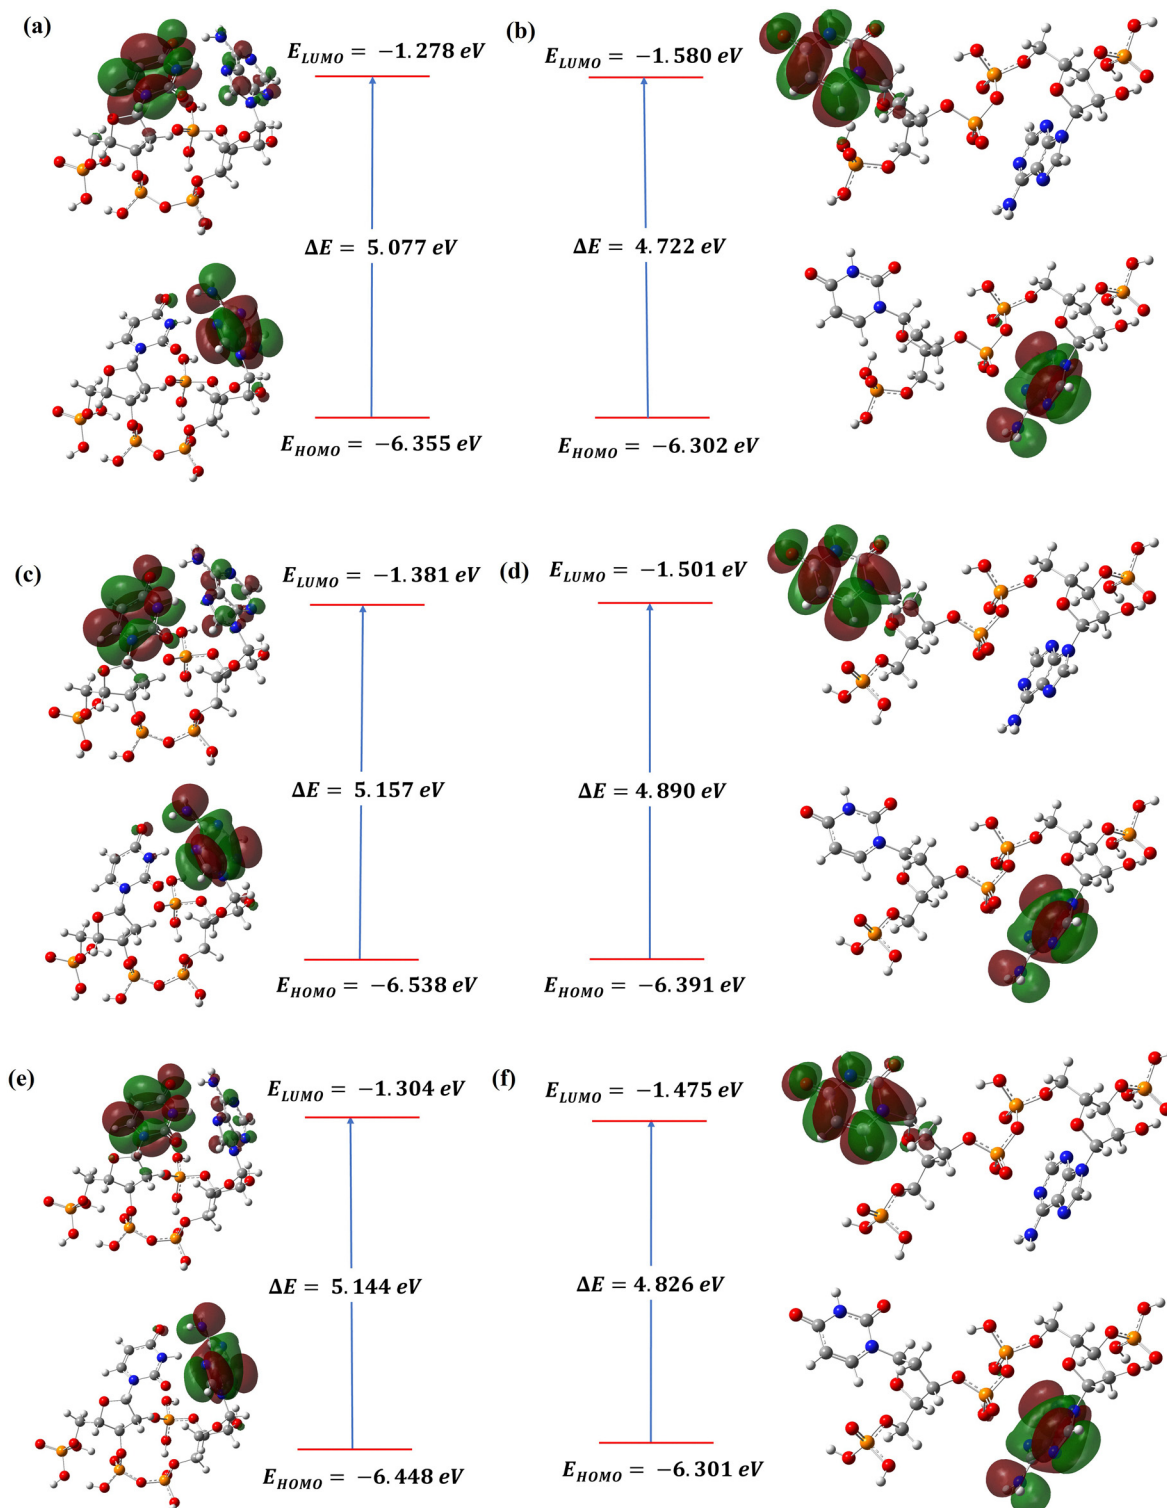 (a)
E_LUMO = −1.278 eV
ΔE = 5.077 eV
E_HOMO = −6.355 eV
(b)
E_LUMO = −1.580 eV
ΔE = 4.722 eV
E_HOMO = −6.302 eV
(c)
E_LUMO = −1.381 eV
ΔE = 5.157 eV
E_HOMO = −6.538 eV
(d)
E_LUMO = −1.501 eV
ΔE = 4.890 eV
E_HOMO = −6.391 eV
(e)
E_LUMO = −1.304 eV
ΔE = 5.144 eV
E_HOMO = −6.448 eV
(f)
E_LUMO = −1.475 eV
ΔE = 4.826 eV
E_HOMO = −6.301 eV